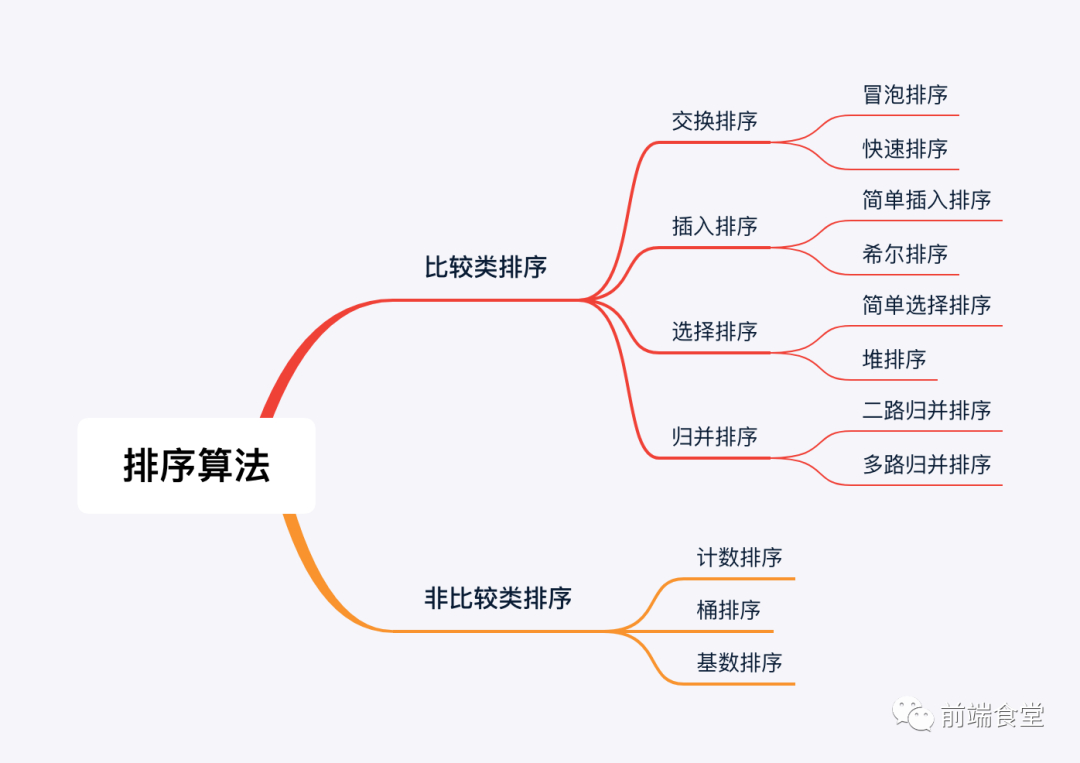 排序算法
比较类排序
交换排序
冒泡排序
快速排序
插入排序
简单插入排序
希尔排序
选择排序
简单选择排序
堆排序
归并排序
二路归并排序
多路归并排序
非比较类排序
计数排序
桶排序
基数排序
前端食堂